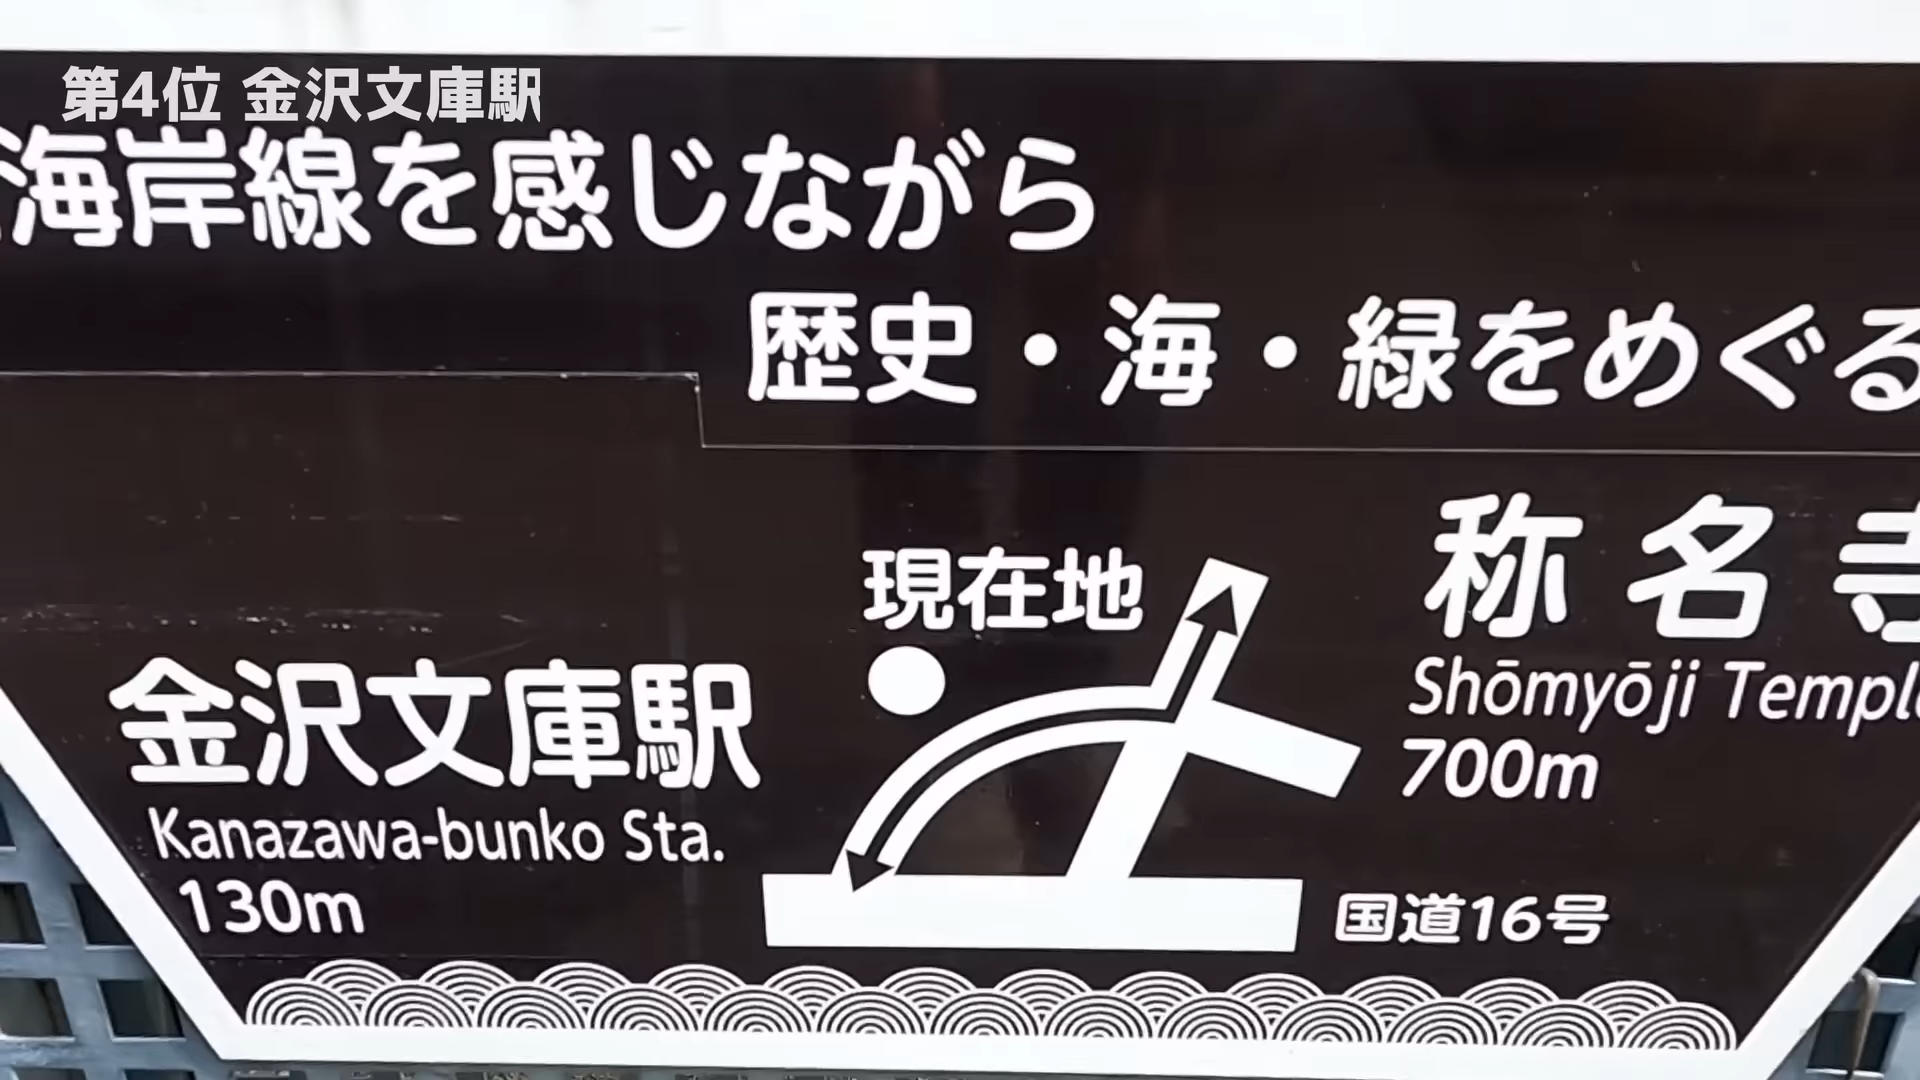 第4位 金沢文庫駅
海岸線を感じながら
歴史・海・緑をめぐる
現在地
称名寺
Shōmyōji Temple
700m
金沢文庫駅
Kanazawa-bunko Sta.
130m
国道16号